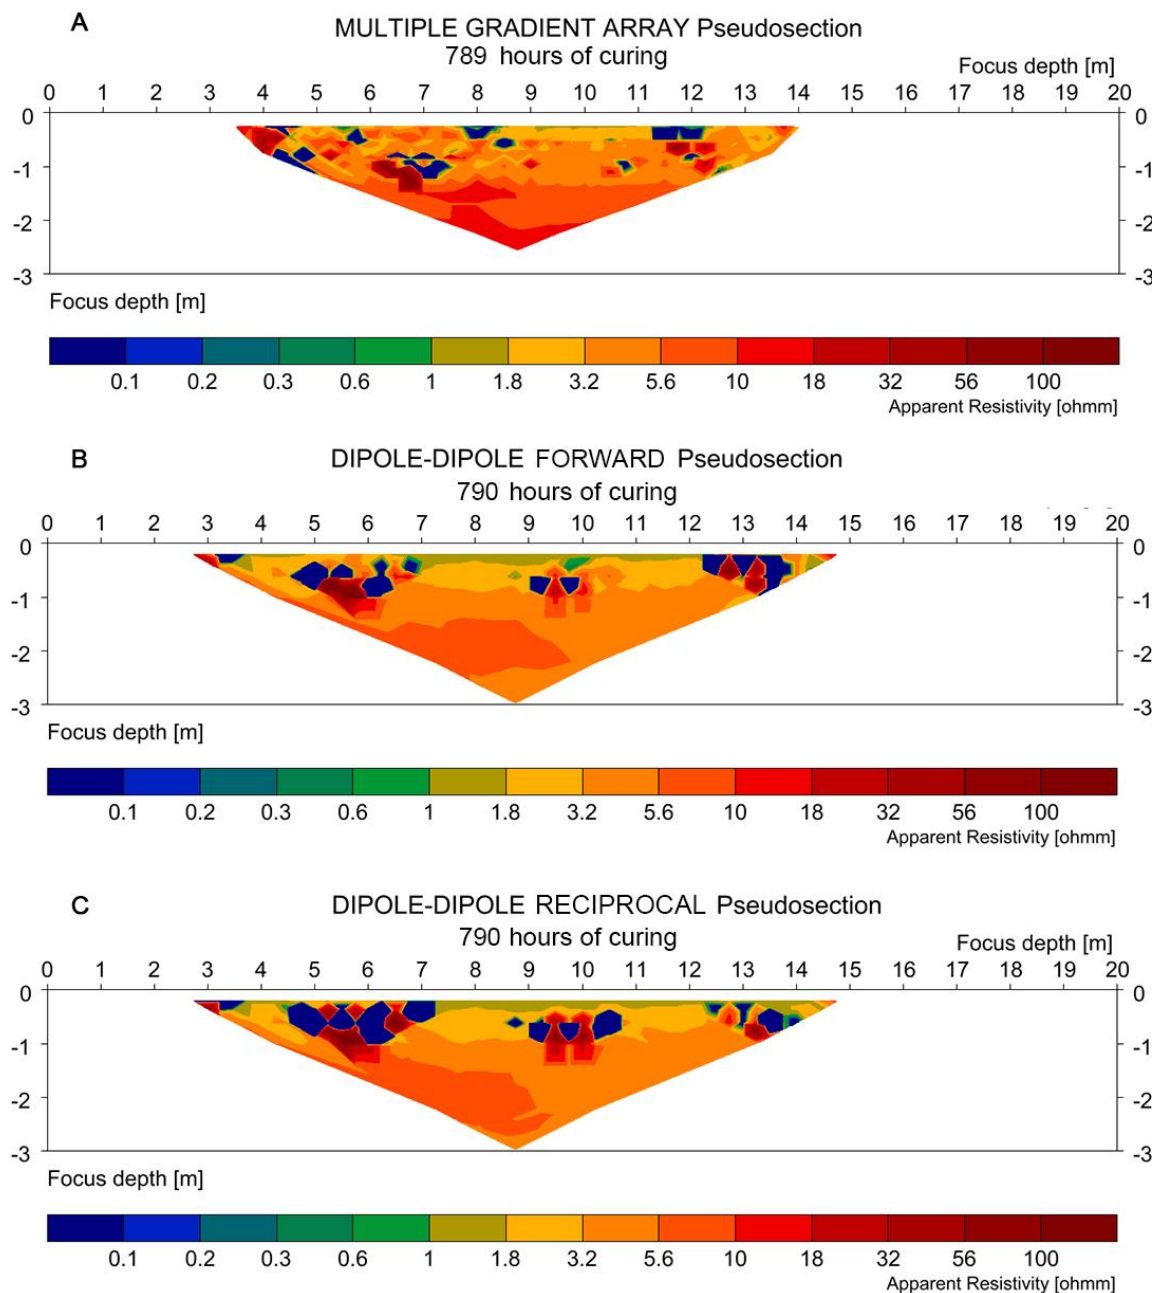 A
MULTIPLE GRADIENT ARRAY Pseudosection
789 hours of curing
Focus depth [m]
0 1 2 3 4 5 6 7 8 9 10 11 12 13 14 15 16 17 18 19 20
0 0
-1 -1
-2 -2
-3 -3
Focus depth [m]
0.1 0.2 0.3 0.6 1 1.8 3.2 5.6 10 18 32 56 100
Apparent Resistivity [ohmm]
B
DIPOLE-DIPOLE FORWARD Pseudosection
790 hours of curing
0 1 2 3 4 5 6 7 8 9 10 11 12 13 14 15 16 17 18 19 20
0 0
-1 -1
-2 -2
-3 -3
Focus depth [m]
0.1 0.2 0.3 0.6 1 1.8 3.2 5.6 10 18 32 56 100
Apparent Resistivity [ohmm]
C
DIPOLE-DIPOLE RECIPROCAL Pseudosection
790 hours of curing
Focus depth [m]
0 1 2 3 4 5 6 7 8 9 10 11 12 13 14 15 16 17 18 19 20
0 0
-1 -1
-2 -2
-3 -3
Focus depth [m]
0.1 0.2 0.3 0.6 1 1.8 3.2 5.6 10 18 32 56 100
Apparent Resistivity [ohmm]